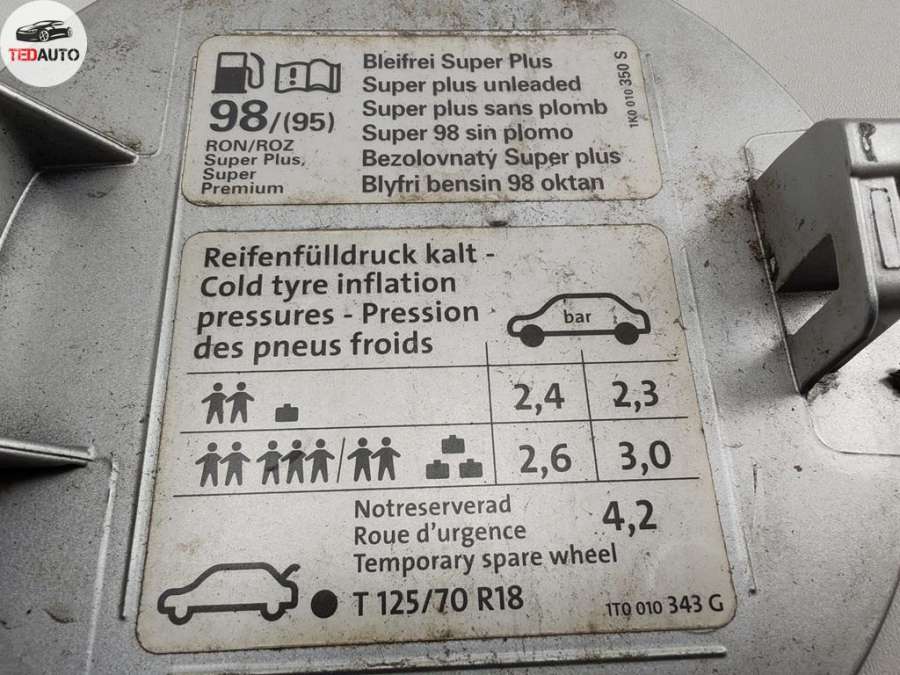 TEDAUTO
98/(95)
RON/ROZ
Super Plus,
Super
Premium
Bleifrei Super Plus
Super plus unleaded
Super plus sans plomb
Super 98 sin plomo
Bezolovnatý Super plus
Blyfri bensin 98 oktan
1K0 010 350 S
Reifenfülldruck kalt -
Cold tyre inflation
pressures - Pression
des pneus froids
bar
2,4 2,3
2,6 3,0
Notreserverad
Roue d'urgence
Temporary spare wheel
4,2
T 125/70 R18
1T0 010 343 G